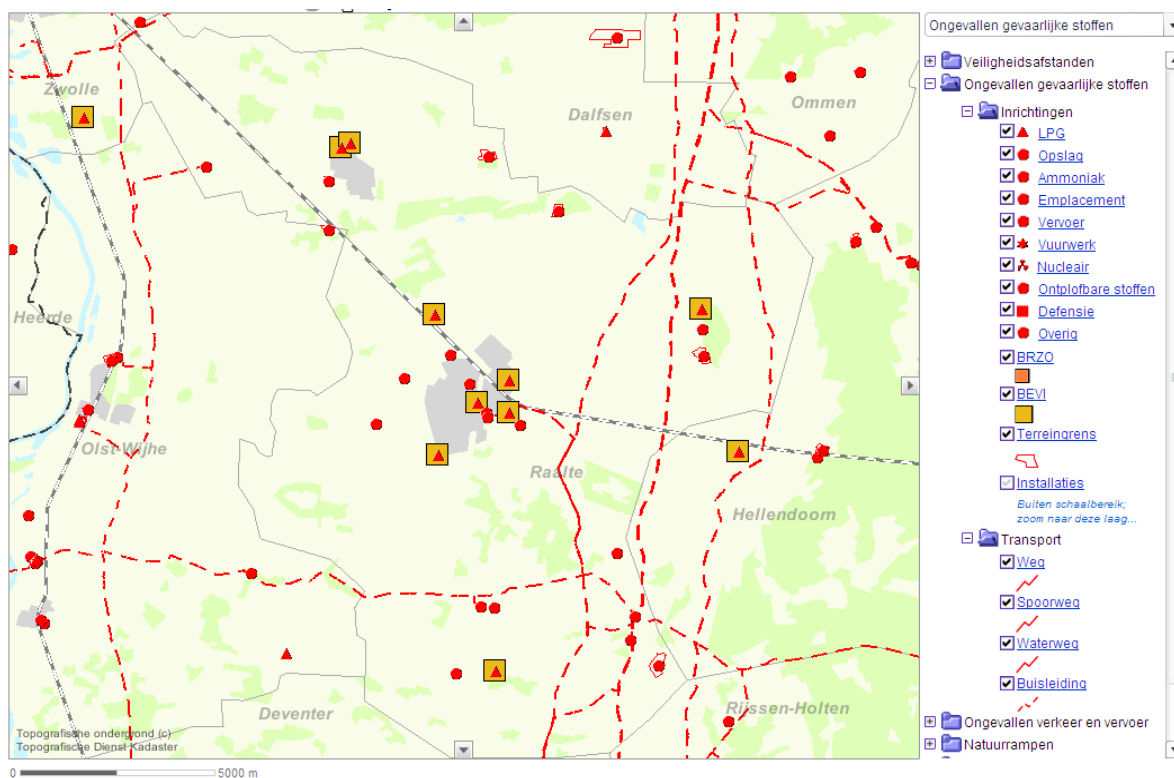 Ongevallen gevaarlijke stoffen
Veiligheidsafstanden
Ongevallen gevaarlijke stoffen
Inrichtingen
LPG
Opslag
Ammoniak
Emplacement
Vervoer
Vuurwerk
Nucleair
Ontplofbare stoffen
Defensie
Overig
BRZO
BEVI
Terreingrens
Installaties
Buiten schaalbereik;
zoom naar deze laag...
Transport
Weg
Spoorweg
Waterweg
Buisleiding
Ongevallen verkeer en vervoer
Natuurrampen
Zwolle
Dalfsen
Ommen
Heerde
Olst-Wijhe
Raalte
Hellendoorn
Deventer
Rijssen-Holten
Topografische ondergrond (c)
Topografische Dienst Kadaster
0 5000 m